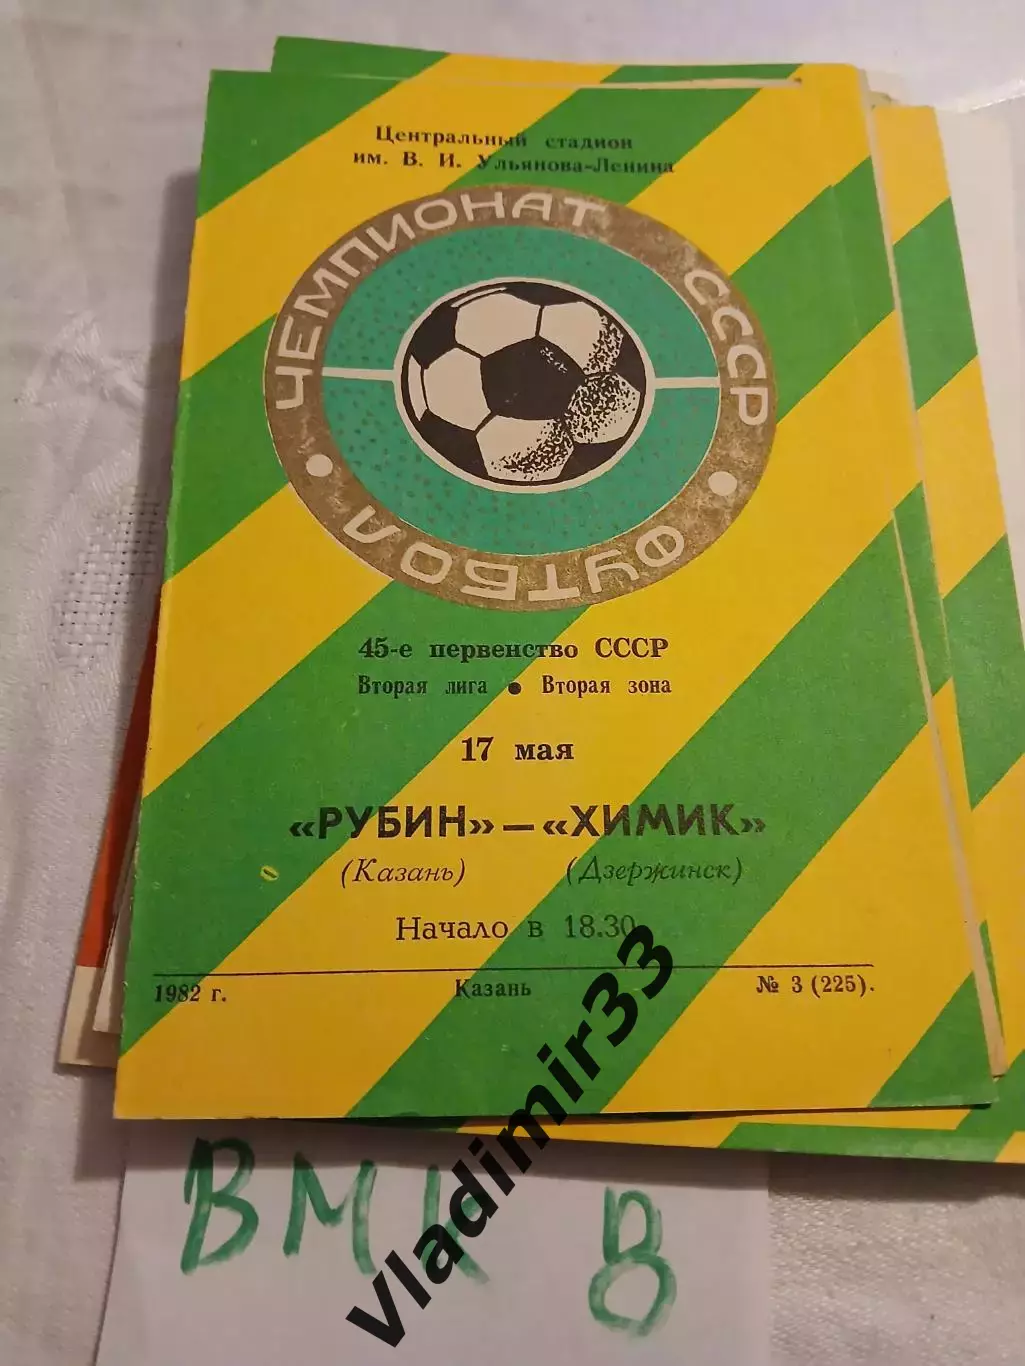 Центральный стадион
им. В. И. Ульянова-Ленина
ЧЕМПИОНАТ СССР
ФУТБОЛ
45-е первенство СССР
Вторая лига • Вторая зона
17 мая
«РУБИН» — «ХИМИК»
(Казань) (Дзержинск)
Начало в 18.30
1982 г. Казань № 3 (225).
Vladimir33
ВМК В